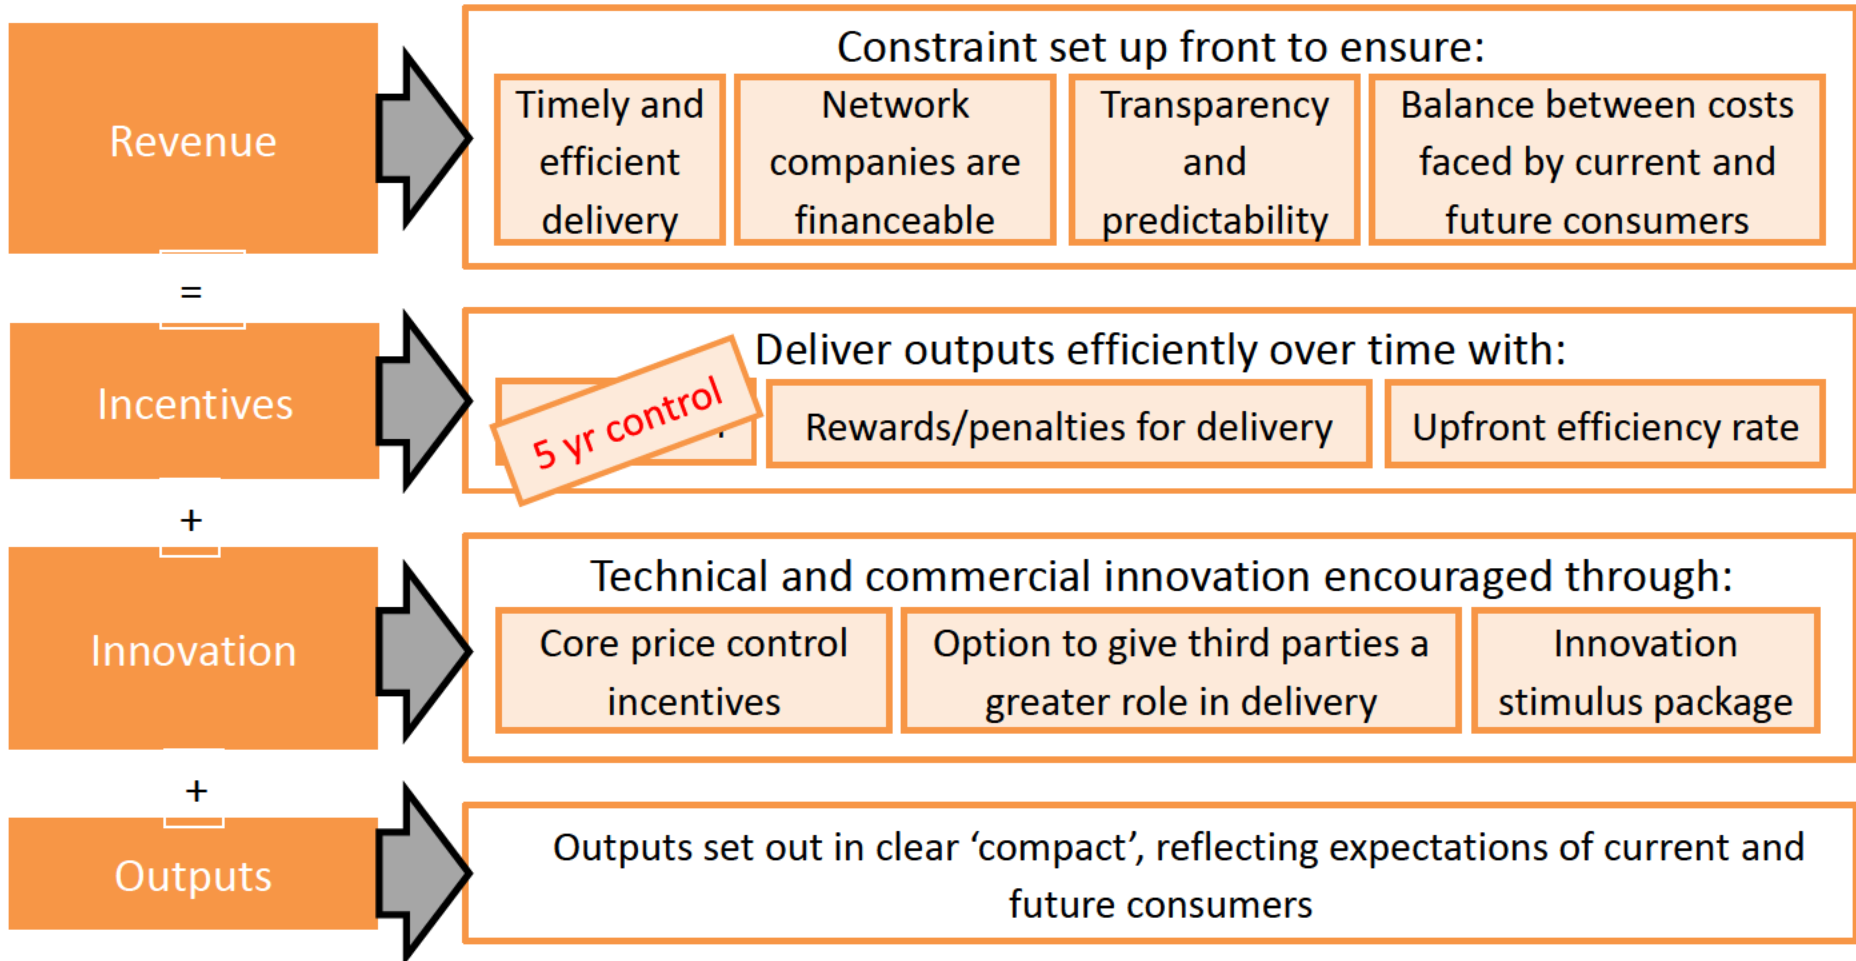 Revenue
Constraint set up front to ensure:
Timely and
efficient
delivery
Network
companies are
financeable
Transparency
and
predictability
Balance between costs
faced by current and
future consumers
=
Incentives
Deliver outputs efficiently over time with:
5 yr control
Rewards/penalties for delivery
Upfront efficiency rate
+
Innovation
Technical and commercial innovation encouraged through:
Core price control
incentives
Option to give third parties a
greater role in delivery
Innovation
stimulus package
+
Outputs
Outputs set out in clear ‘compact’, reflecting expectations of current and
future consumers